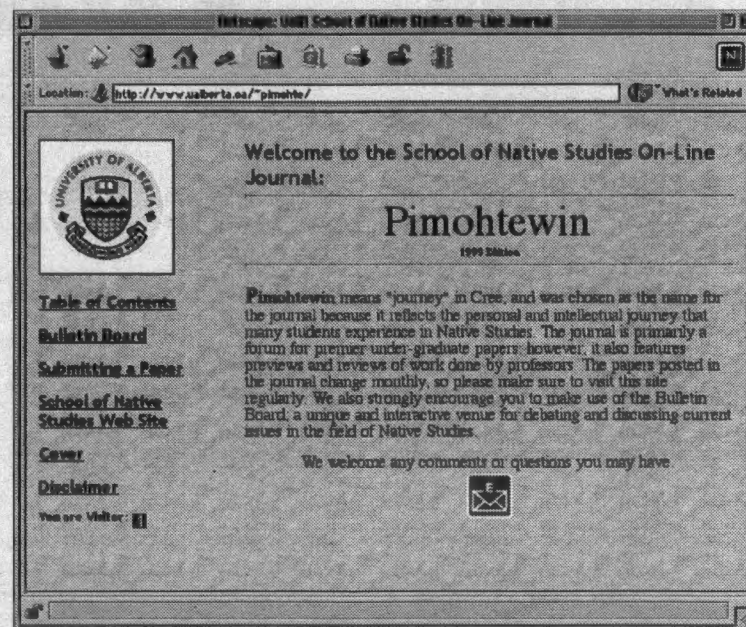 Netscape: UofA School of Native Studies On-Line Journal
Location: http://www.ualberta.ca/~pimohte/
What's Related
N
UNIVERSITY OF ALBERTA
Welcome to the School of Native Studies On-Line
Journal:
Pimohtewin
1999 Edition
Table of Contents
Bulletin Board
Submitting a Paper
School of Native
Studies Web Site
Cover
Disclaimer
You are Visitor:
Pimohtewin means "journey" in Cree, and was chosen as the name for
the journal because it reflects the personal and intellectual journey that
many students experience in Native Studies. The journal is primarily a
forum for premier under-graduate papers; however, it also features
previews and reviews of work done by professors. The papers posted in
the journal change monthly, so please make sure to visit this site
regularly. We also strongly encourage you to make use of the Bulletin
Board, a unique and interactive venue for debating and discussing current
issues in the field of Native Studies.
We welcome any comments or questions you may have.
E